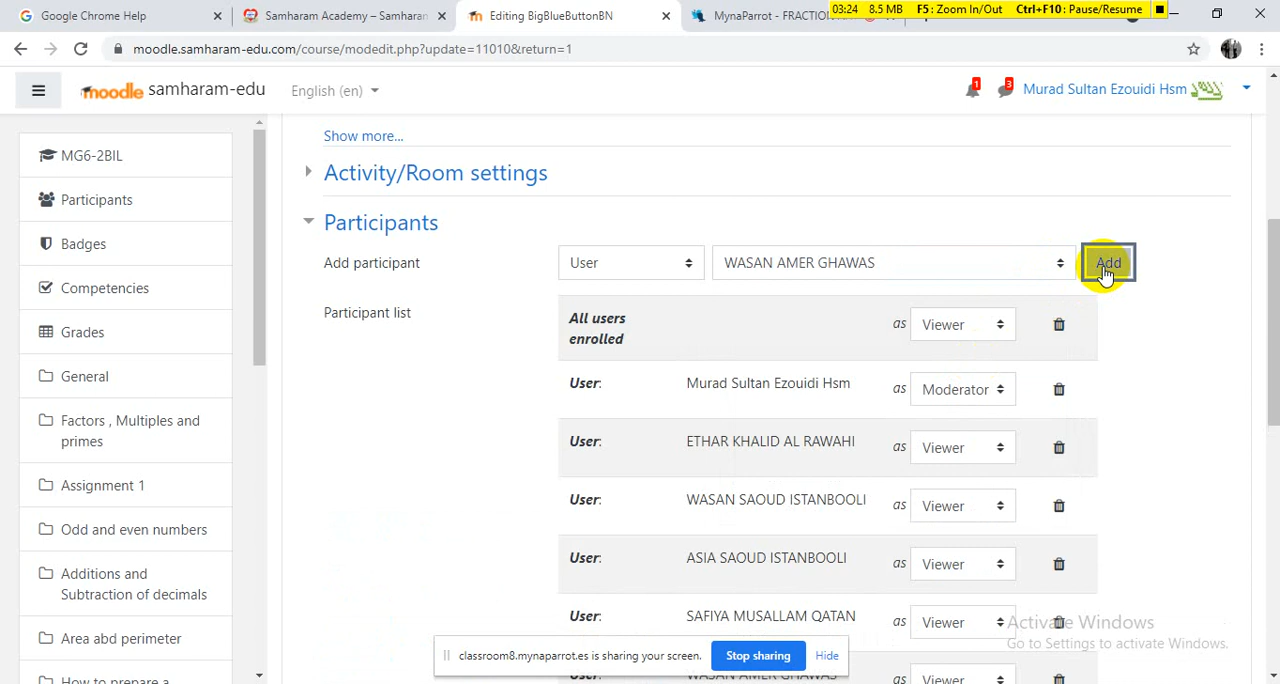 Google Chrome Help
Samharam Academy – Samharam
Editing BigBlueButtonBN
MynaParrot - FRACTION
03:24 8.5 MB F5: Zoom In/Out Ctrl+F10: Pause/Resume
moodle.samharam-edu.com/course/modedit.php?update=11010&return=1
moodle samharam-edu
English (en)
1
3
Murad Sultan Ezouidi Hsm
MG6-2BIL
Participants
Badges
Competencies
Grades
General
Factors , Multiples and
primes
Assignment 1
Odd and even numbers
Additions and
Subtraction of decimals
Area abd perimeter
How to prepare a
Show more...
Activity/Room settings
Participants
Add participant
User
WASAN AMER GHAWAS
Add
Participant list
All users
enrolled
as Viewer
User: Murad Sultan Ezouidi Hsm as Moderator
User: ETHAR KHALID AL RAWAHI as Viewer
User: WASAN SAOUD ISTANBOOLI as Viewer
User: ASIA SAOUD ISTANBOOLI as Viewer
User: SAFIYA MUSALLAM QATAN as Viewer
User: WASAN AMER GHAWAS as Viewer
Activate Windows
Go to Settings to activate Windows.
classroom8.mynaparrot.es is sharing your screen.
Stop sharing
Hide